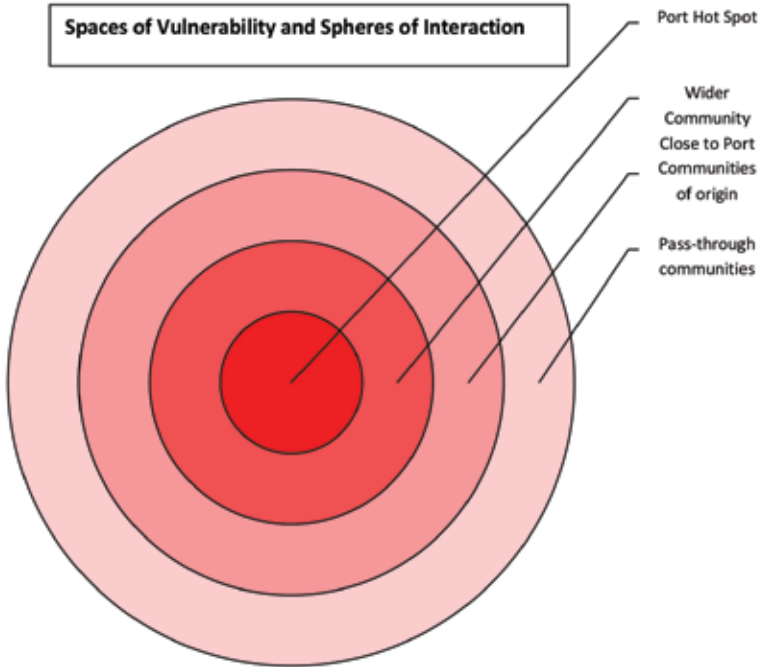 Spaces of Vulnerability and Spheres of Interaction
Port Hot Spot
Wider
Community
Close to Port
Communities
of origin
Pass-through
communities